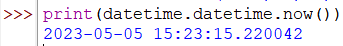 >>> print(datetime.datetime.now())
2023-05-05 15:23:15.220042